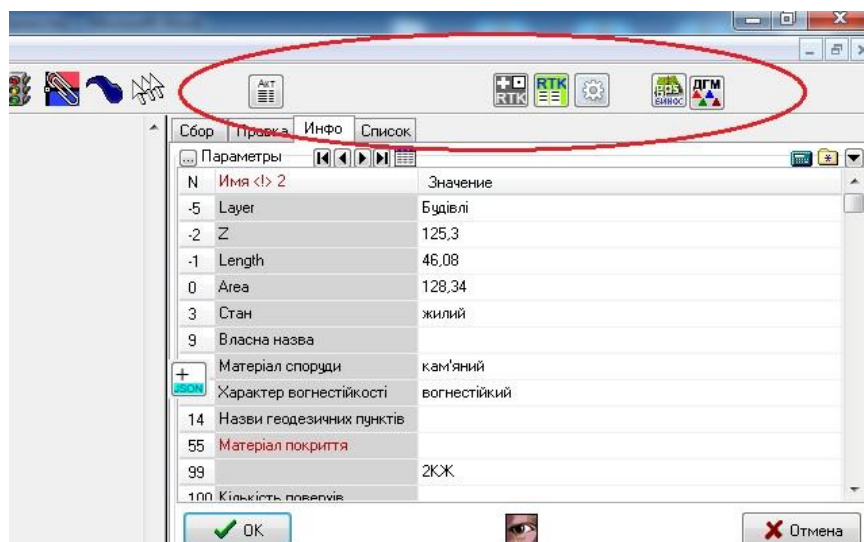 Акт
RTK
RTK
GPS
БИНОС
ДГМ
Сбор Правка Инфо Список
... Параметры
N Имя <!> 2 Значение
-5 Layer Будівлі
-2 Z 125,3
-1 Length 46,08
0 Area 128,34
3 Стан жилий
9 Власна назва
Матеріал споруди кам'яний
+
JSON
Характер вогнестійкості вогнестійкий
14 Назви геодезичних пунктів
55 Матеріал покриття
99 2КЖ
100 Кількість поверхів
OK Отмена